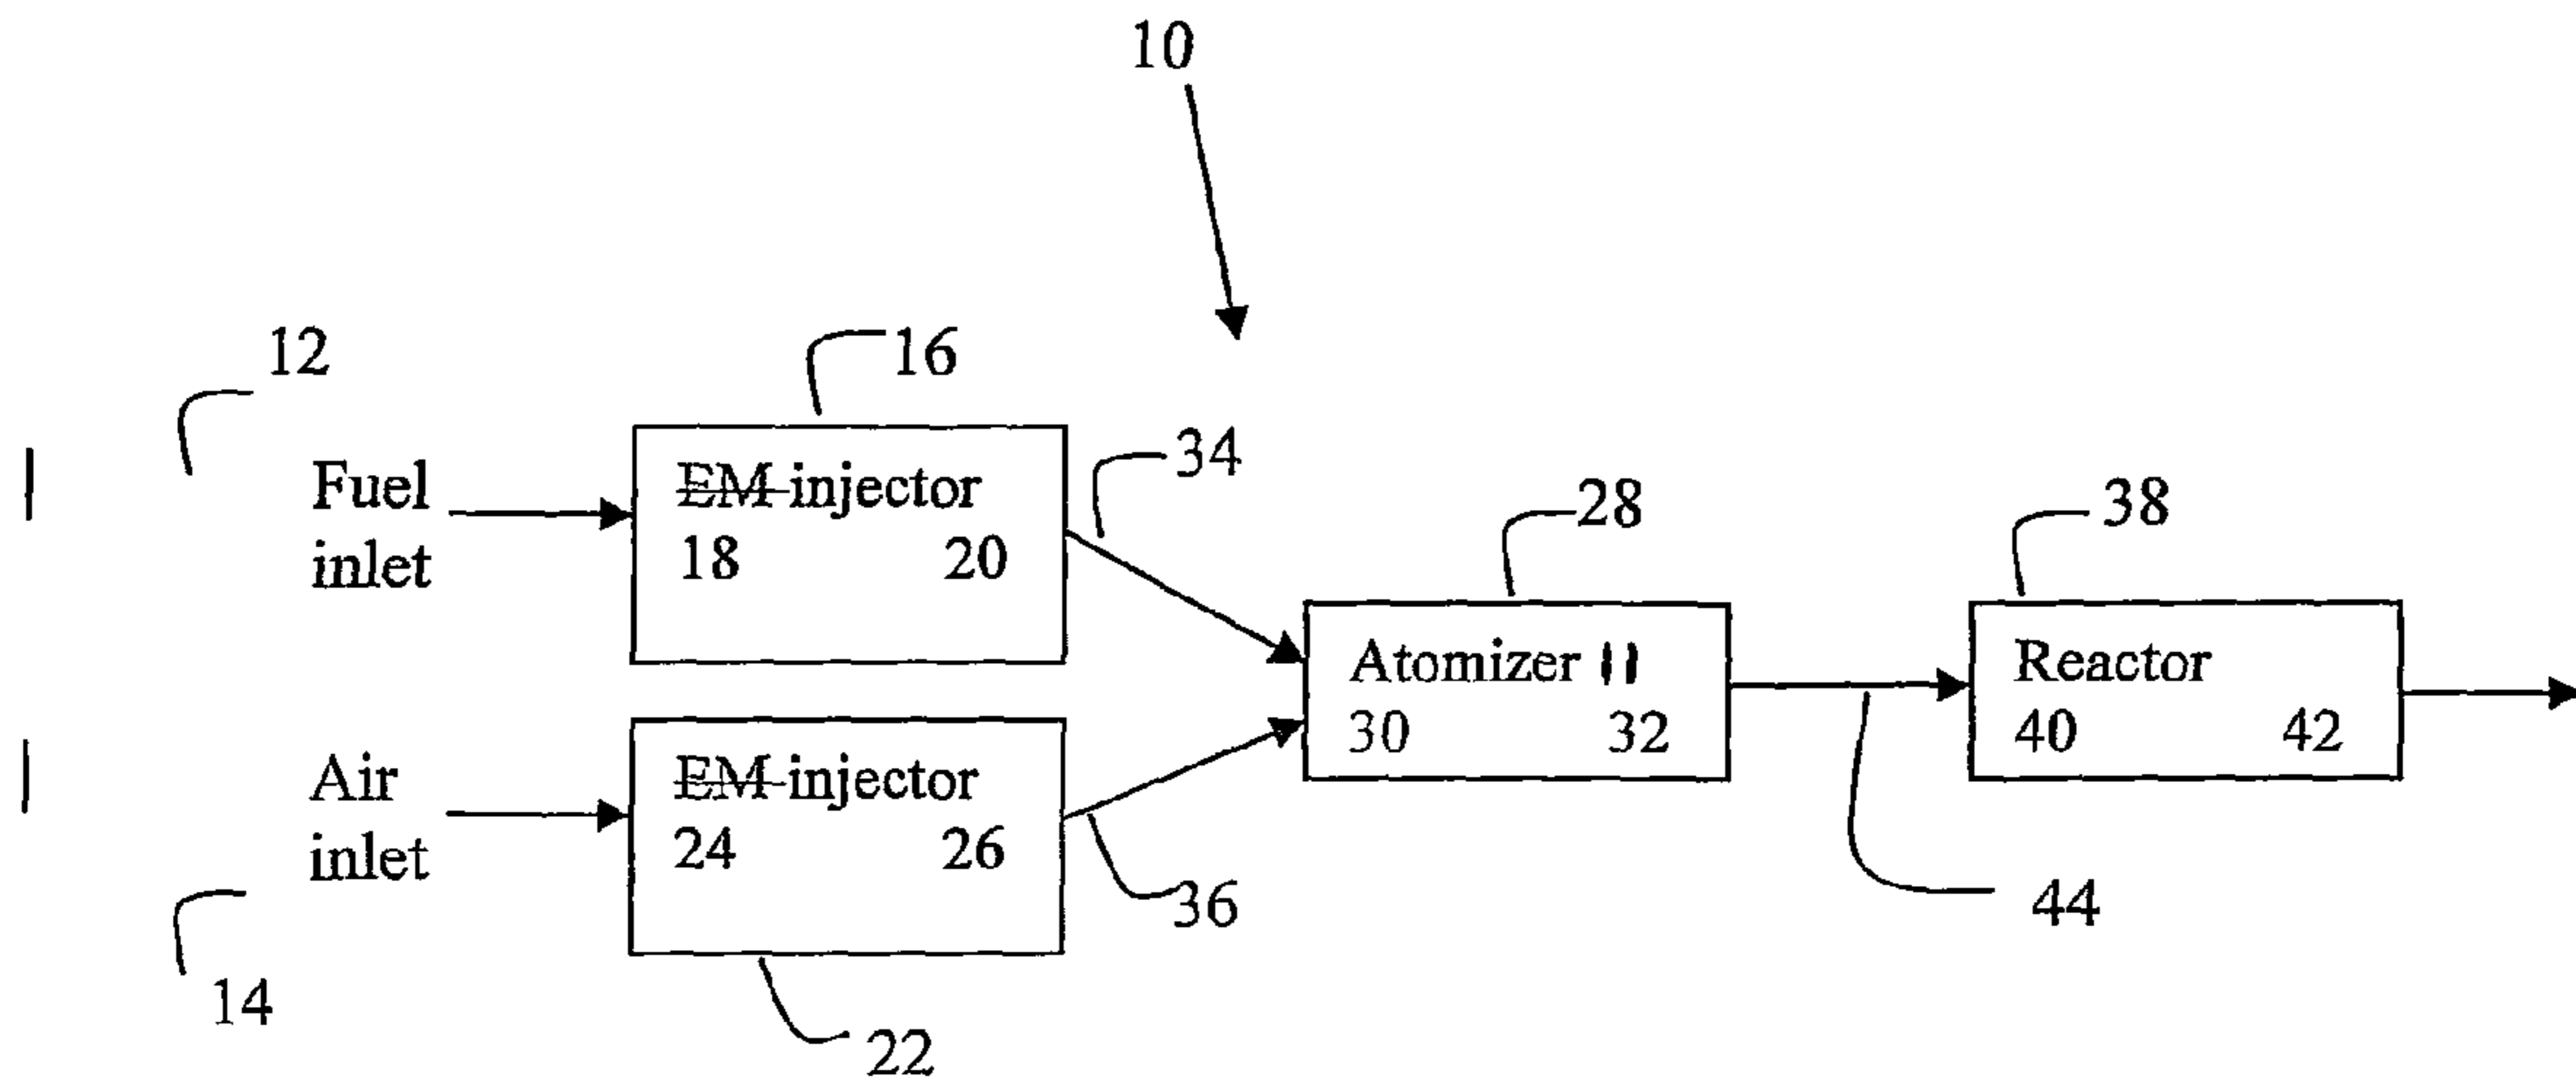 10
12
16
34
Fuel
inlet
EM injector
18 20
28
38
Atomizer
30 32
Reactor
40 42
Air
inlet
EM injector
24 26
36
44
14
22